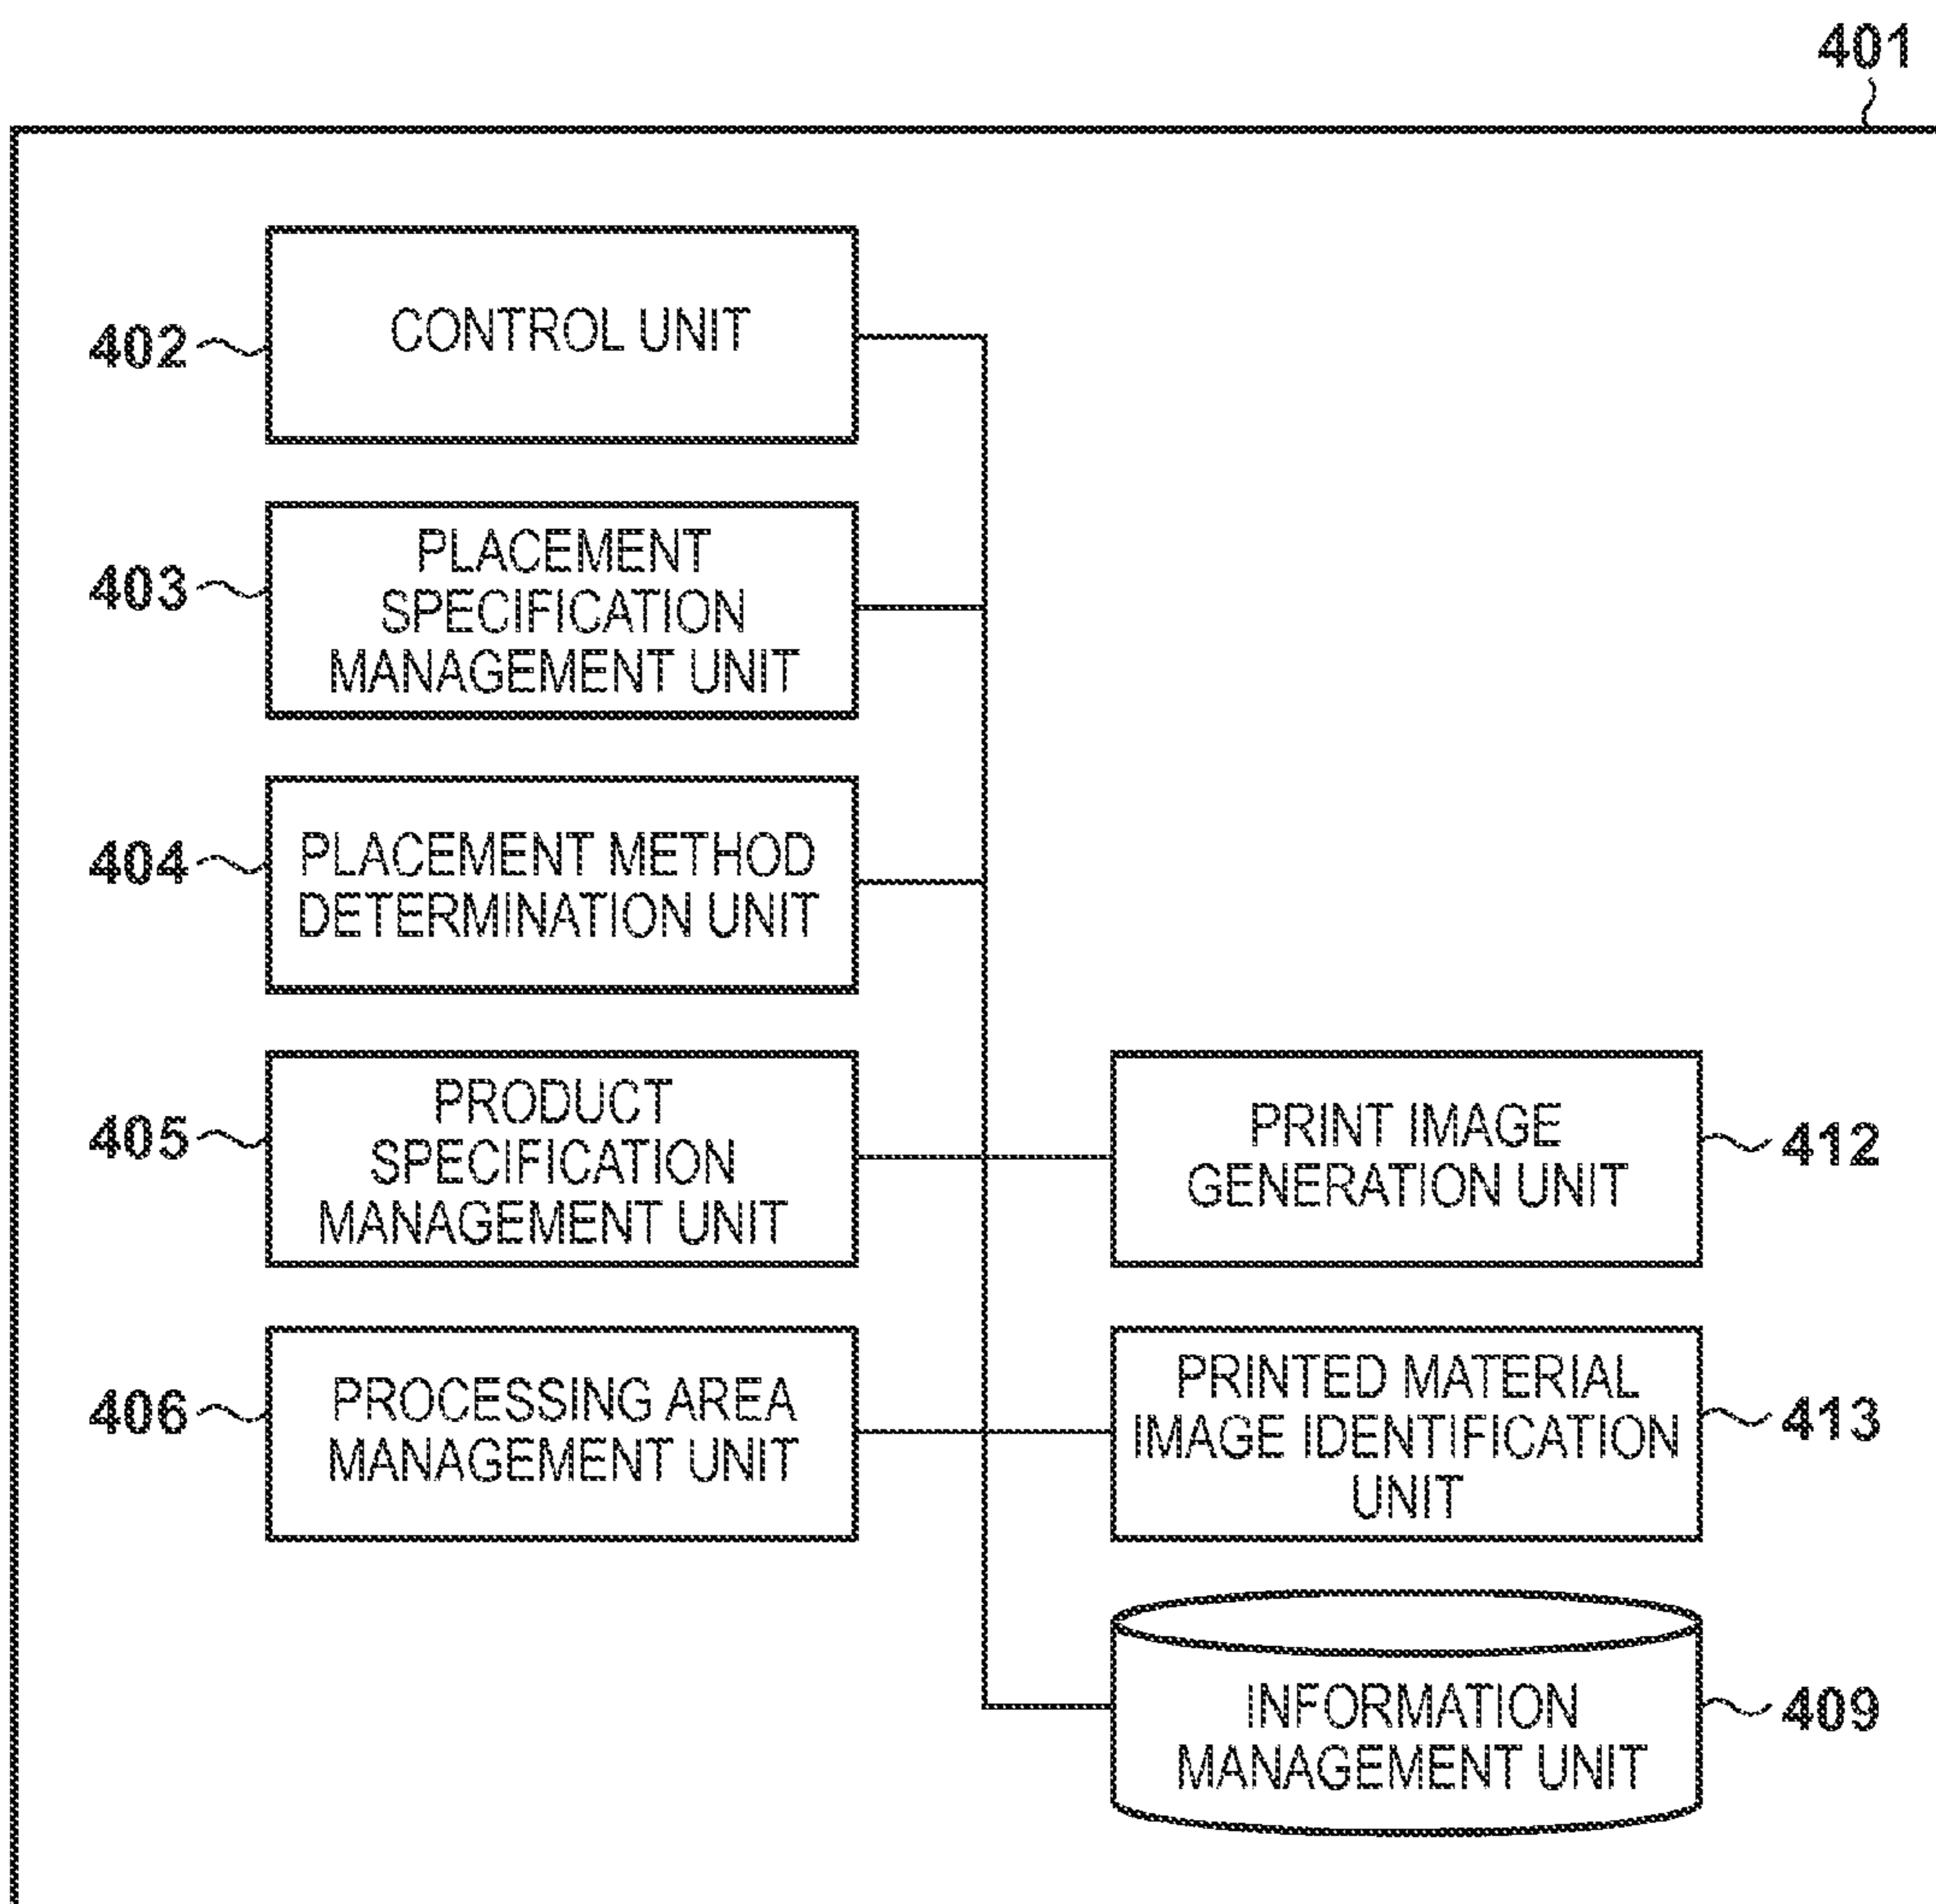 401
402
CONTROL UNIT
403
PLACEMENT
SPECIFICATION
MANAGEMENT UNIT
404
PLACEMENT METHOD
DETERMINATION UNIT
405
PRODUCT
SPECIFICATION
MANAGEMENT UNIT
PRINT IMAGE
GENERATION UNIT
412
406
PROCESSING AREA
MANAGEMENT UNIT
PRINTED MATERIAL
IMAGE IDENTIFICATION
UNIT
413
INFORMATION
MANAGEMENT UNIT
409